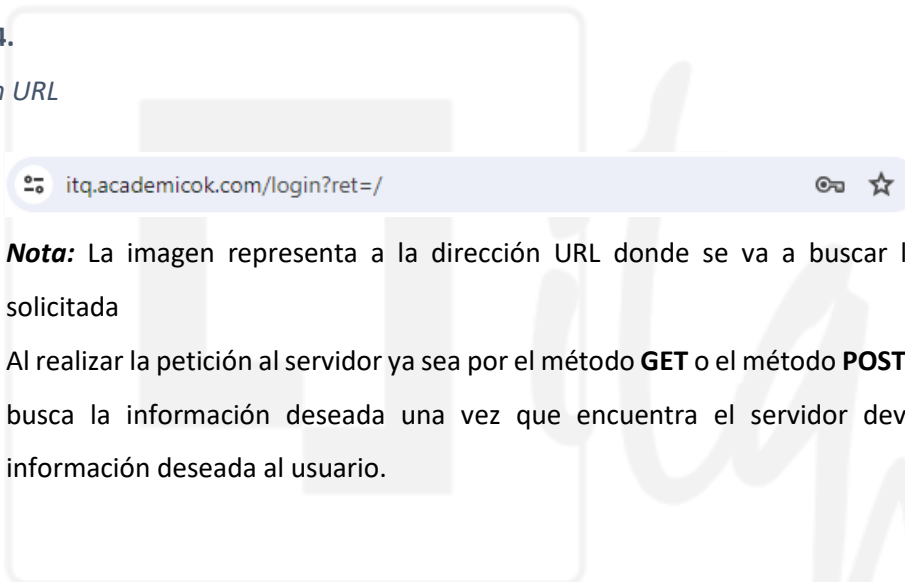 4.
URL
itq.academicok.com/login?ret=/
Nota: La imagen representa a la dirección URL donde se va a buscar
solicitada
Al realizar la petición al servidor ya sea por el método GET o el método POST
busca la información deseada una vez que encuentra el servidor dev
información deseada al usuario.